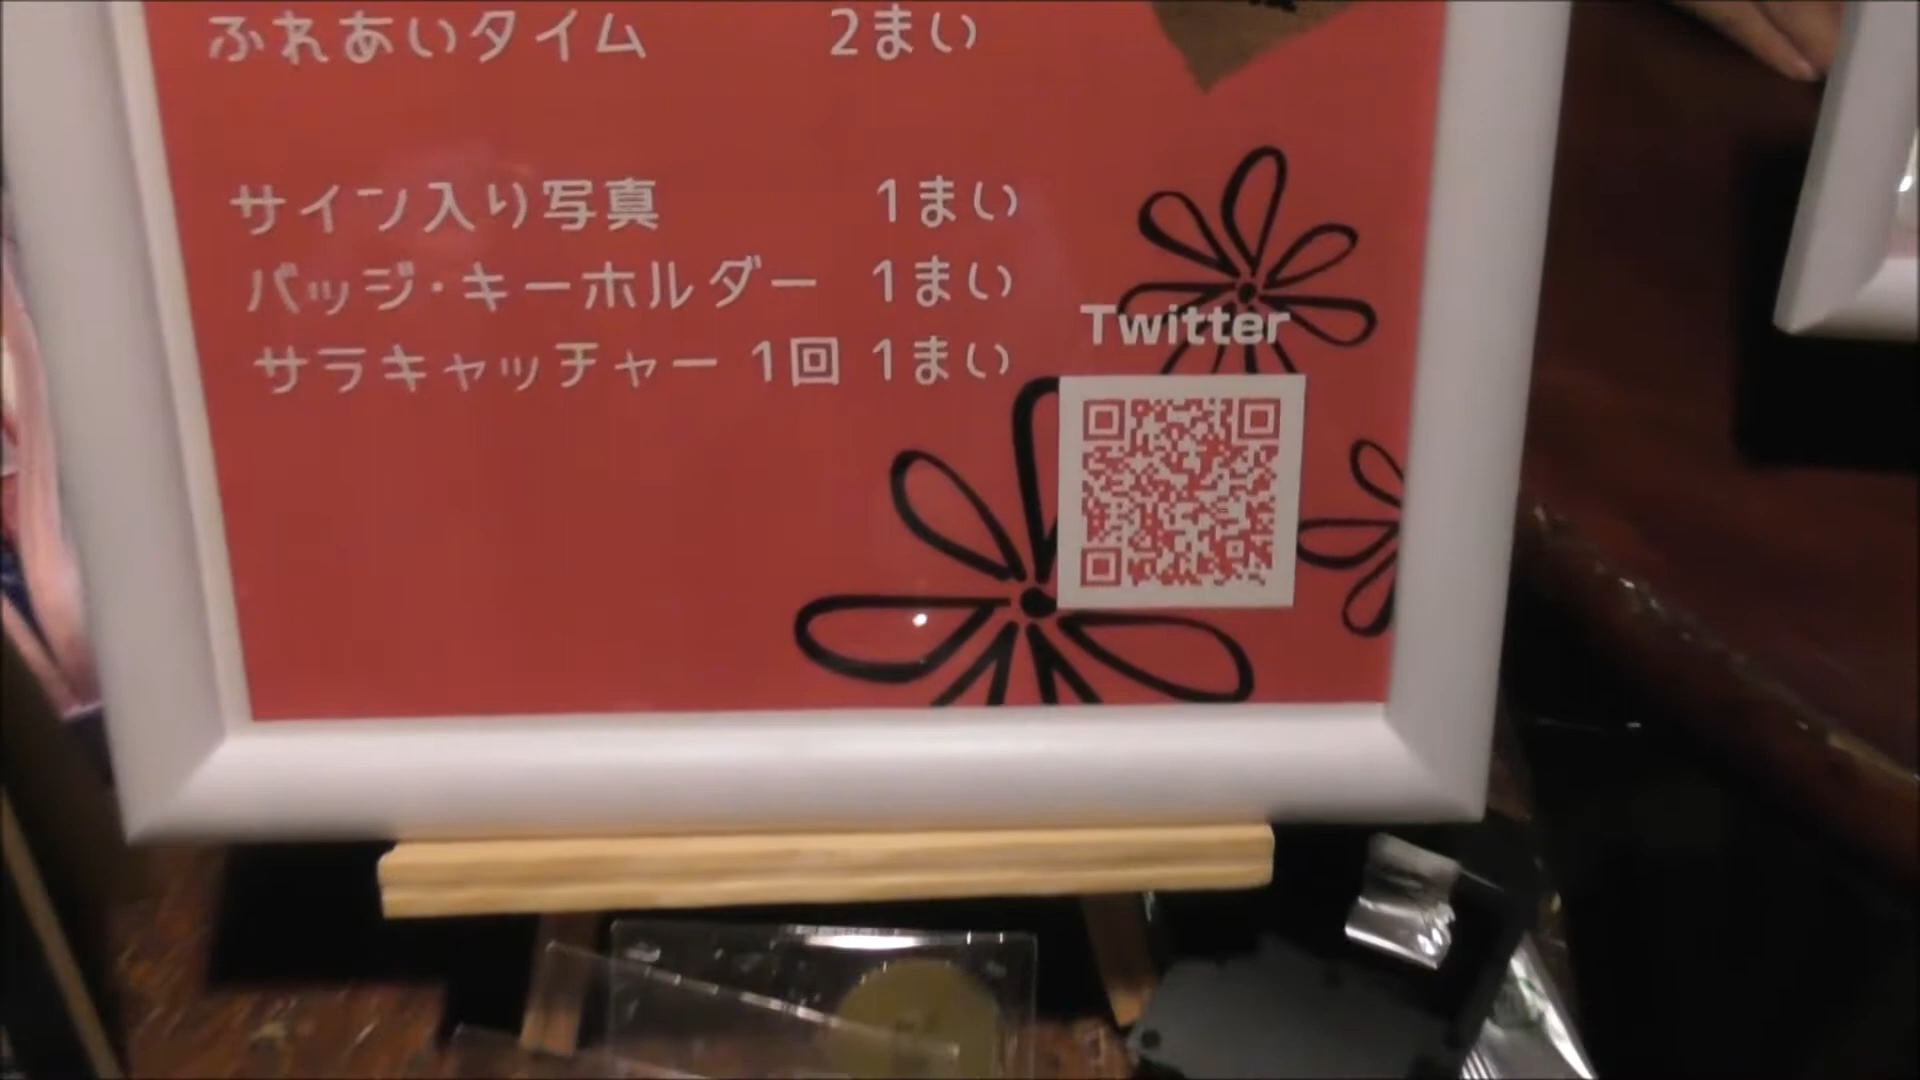 ふれあいタイム 2まい
サイン入り写真 1まい
バッジ・キーホルダー 1まい
サラキャッチャー 1回 1まい
Twitter